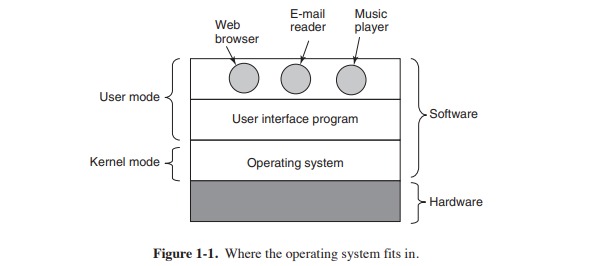 Web
browser
E-mail
reader
Music
player
User mode
User interface program
Software
Kernel mode
Operating system
Hardware
Figure 1-1. Where the operating system fits in.